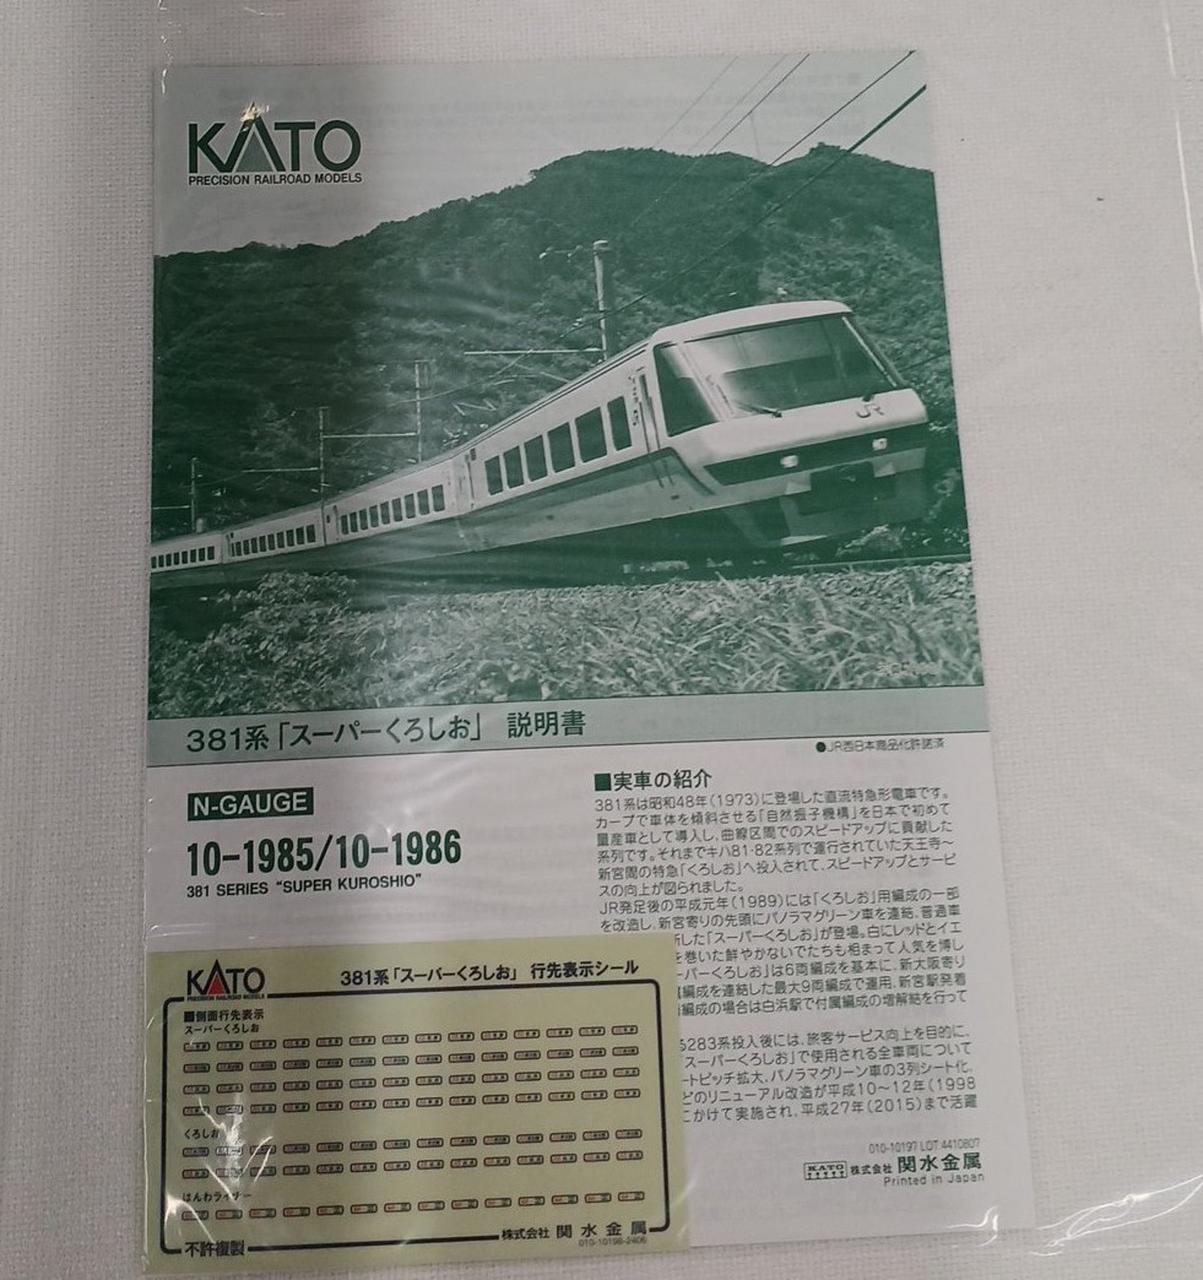 KATO
PRECISION RAILROAD MODELS
JR
381系「スーパーくろしお」 説明書
●JR西日本商品化許諾済
N-GAUGE
10-1985/10-1986
381 SERIES “SUPER KUROSHIO”
■実車の紹介
381系は昭和48年(1973)に登場した直流特急形電車です。
カーブで車体を傾斜させる「自然振子機構」を日本で初めて
量産車として導入し、曲線区間でのスピードアップに貢献した
系列です。それまでキハ81・82系列で運行されていた天王寺〜
新宮間の特急「くろしお」へ投入されて、スピードアップとサービ
スの向上が図られました。
JR発足後の平成元年(1989)には「くろしお」用編成の一部
を改造し、新宮寄りの先頭にパノラマグリーン車を連結、普通車
した「スーパーくろしお」が登場。白にレッドとイエ
を巻いた鮮やかないでたちも相まって人気を博し
ーパーくろしお」は6両編成を基本に、新大阪寄り
編成を連結した最大9両編成で運用。新宮駅発着
編成の場合は白浜駅で付属編成の増解結を行って
る283系投入後には、旅客サービス向上を目的に、
「スーパーくろしお」で使用される全車両について
ートピッチ拡大、パノラマグリーン車の3列シート化、
どのリニューアル改造が平成10〜12年(1998
にかけて実施され、平成27年(2015)まで活躍
010-10197 LOT:4410807
KATO 株式会社 関水金属
Printed in Japan
KATO
PRECISION RAILROAD MODELS
381系「スーパーくろしお」 行先表示シール
■側面行先表示
スーパーくろしお
くろしお
はんわライナー
不許複製
株式会社 関水金属
010-10198-2406